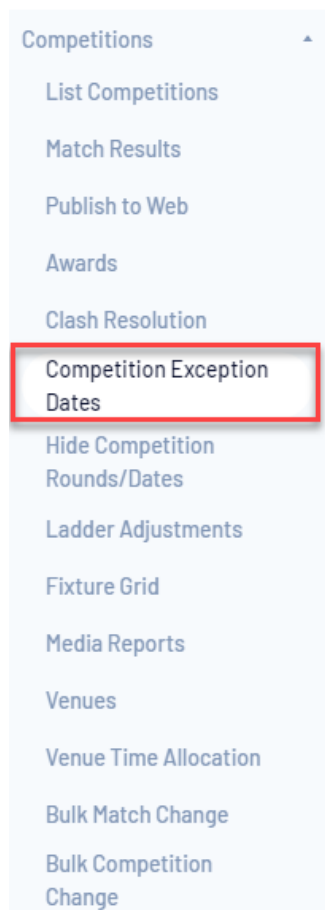 Competitions
List Competitions
Match Results
Publish to Web
Awards
Clash Resolution
Competition Exception
Dates
Hide Competition
Rounds/Dates
Ladder Adjustments
Fixture Grid
Media Reports
Venues
Venue Time Allocation
Bulk Match Change
Bulk Competition
Change